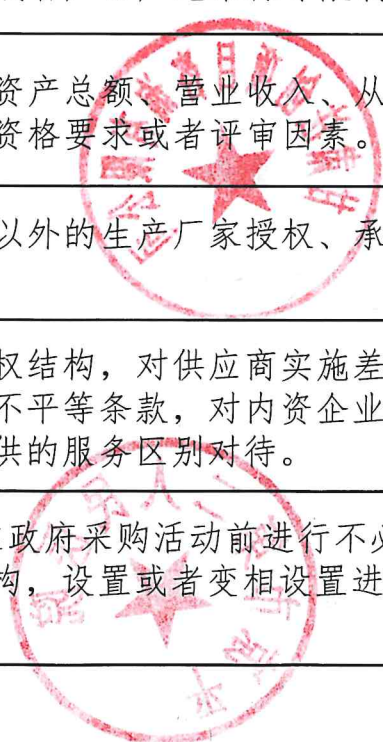 资产总额、营业收入、从
资格要求或者评审因素。
以外的生产厂家授权、承
权结构，对供应商实施差
不平等条款，对内资企业
供的服务区别对待。
政府采购活动前进行不必
构，设置或者变相设置进